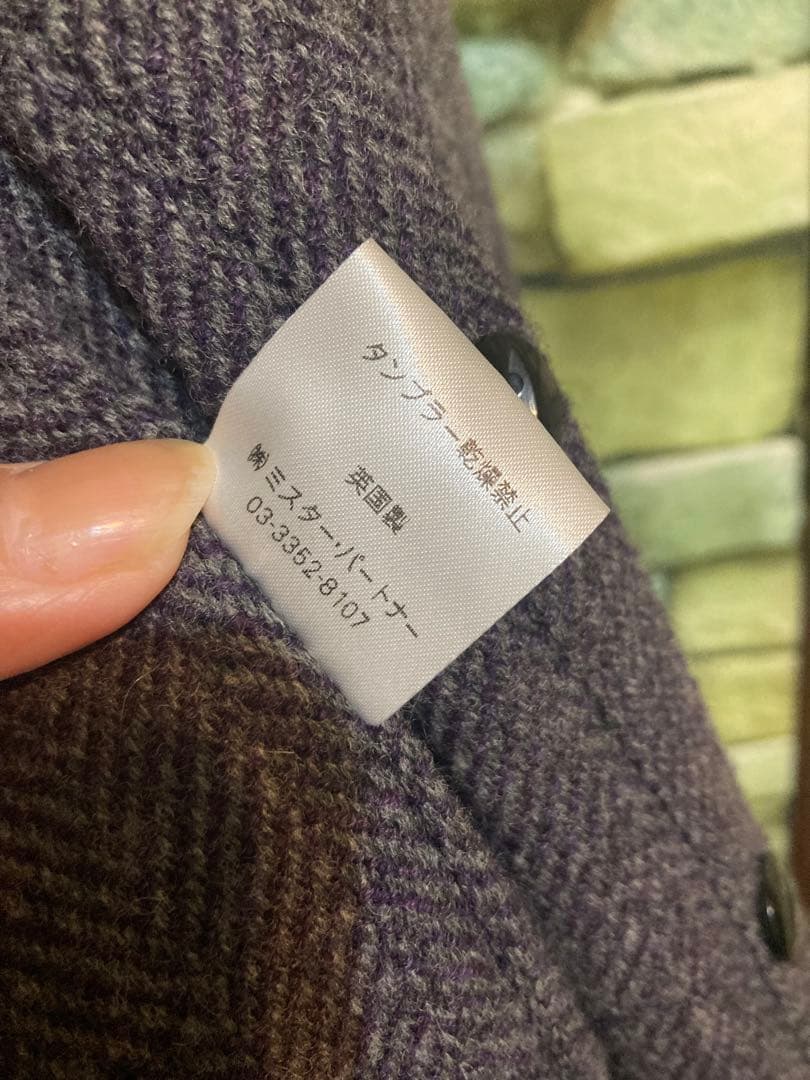 タンブラー乾燥禁止
英国製
㈱ミスター・パートナー
03-3352-8107